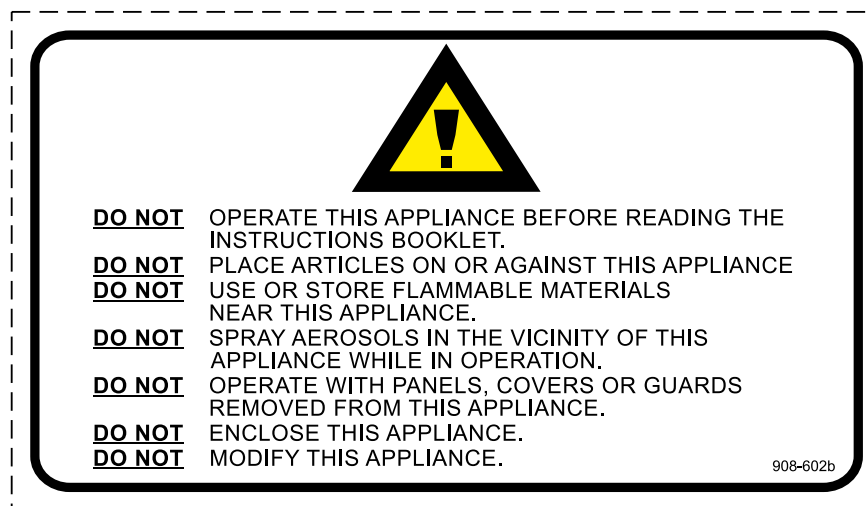 !
DO NOT OPERATE THIS APPLIANCE BEFORE READING THE
INSTRUCTIONS BOOKLET.
DO NOT PLACE ARTICLES ON OR AGAINST THIS APPLIANCE
DO NOT USE OR STORE FLAMMABLE MATERIALS
NEAR THIS APPLIANCE.
DO NOT SPRAY AEROSOLS IN THE VICINITY OF THIS
APPLIANCE WHILE IN OPERATION.
DO NOT OPERATE WITH PANELS, COVERS OR GUARDS
REMOVED FROM THIS APPLIANCE.
DO NOT ENCLOSE THIS APPLIANCE.
DO NOT MODIFY THIS APPLIANCE.
908-602b